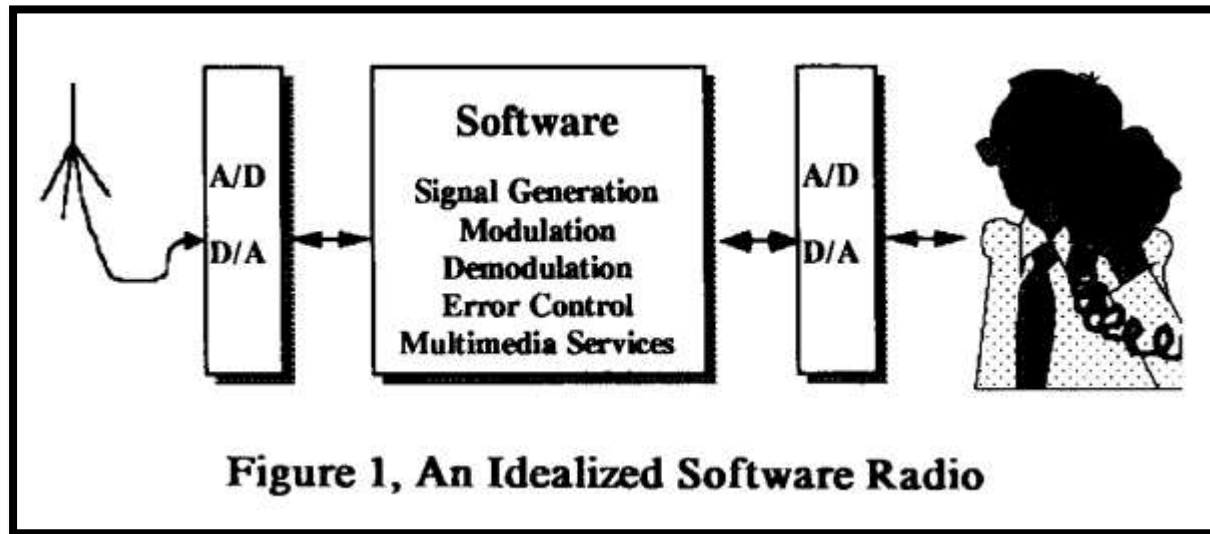 A/D
D/A
Software
Signal Generation
Modulation
Demodulation
Error Control
Multimedia Services
A/D
D/A
Figure 1, An Idealized Software Radio